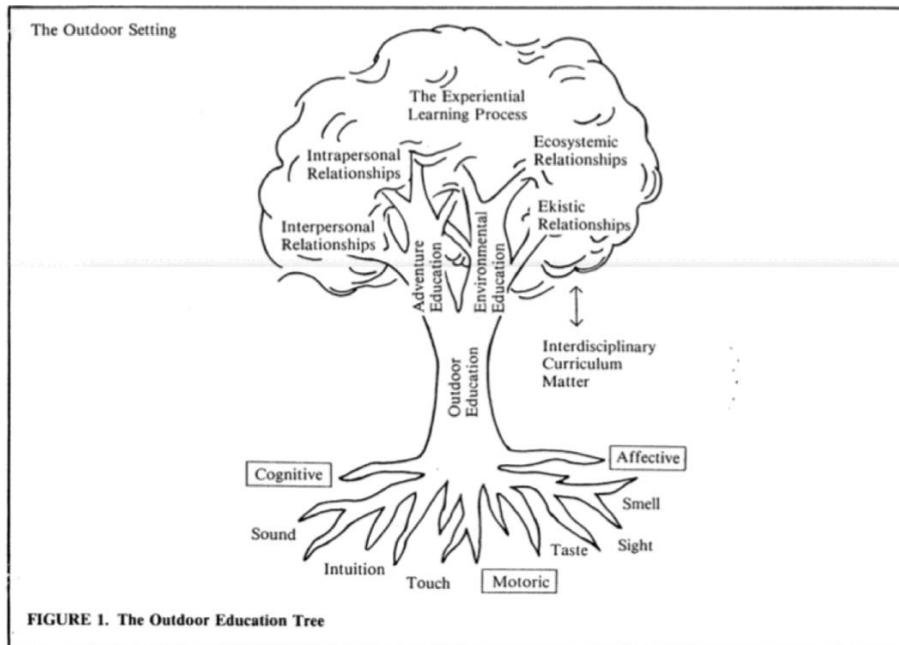 The Outdoor Setting
The Experiential
Learning Process
Intrapersonal
Relationships
Ecosystemic
Relationships
Interpersonal
Relationships
Ekistic
Relationships
Adventure
Education
Environmental
Education
Interdisciplinary
Curriculum
Matter
Outdoor
Education
Cognitive
Affective
Smell
Sound
Sight
Taste
Intuition
Touch
Motoric
FIGURE 1. The Outdoor Education Tree